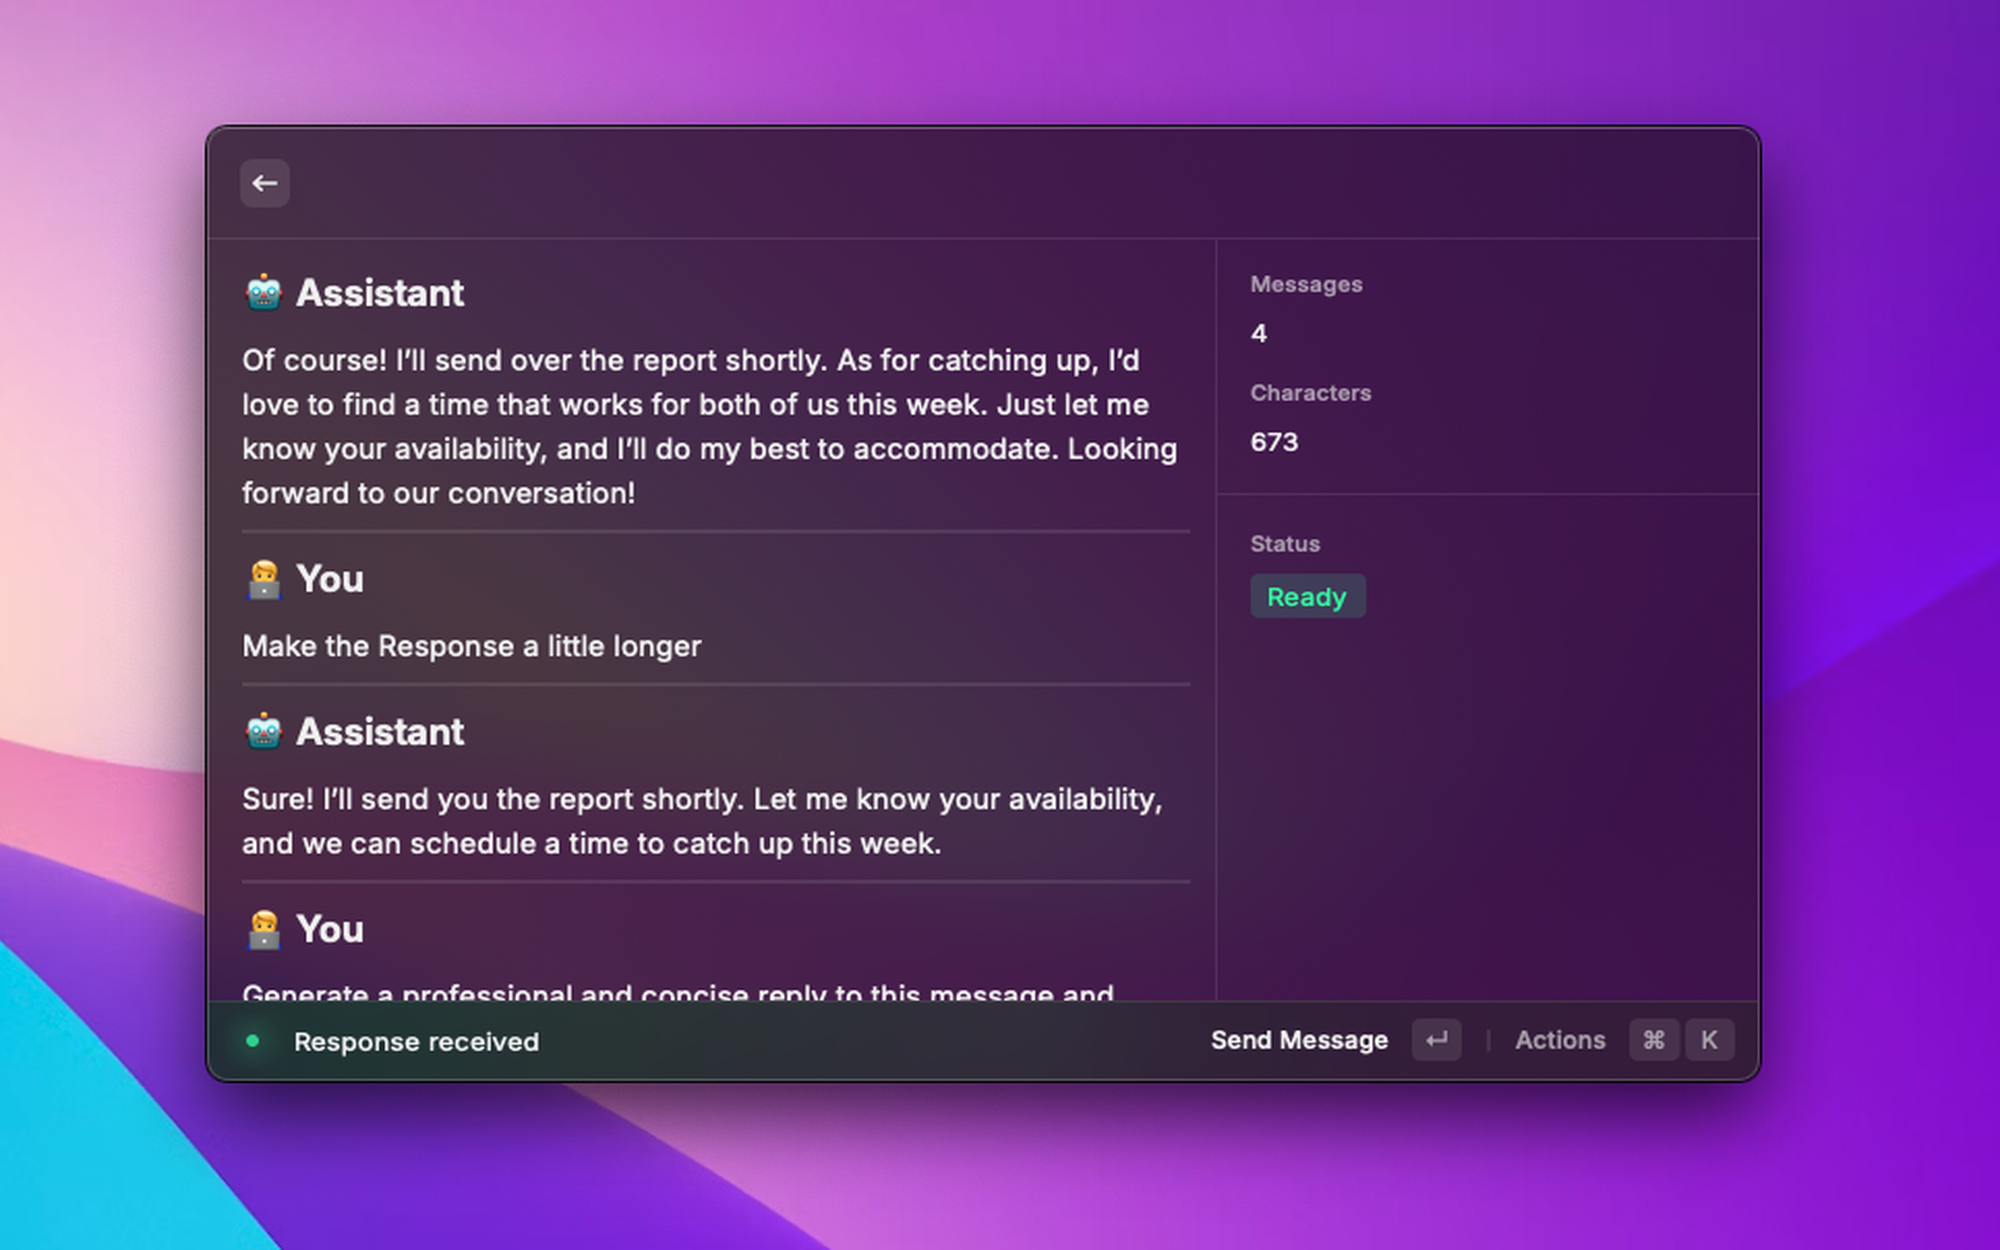 Assistant
Of course! I’ll send over the report shortly. As for catching up, I’d
love to find a time that works for both of us this week. Just let me
know your availability, and I’ll do my best to accommodate. Looking
forward to our conversation!
You
Make the Response a little longer
Assistant
Sure! I’ll send you the report shortly. Let me know your availability,
and we can schedule a time to catch up this week.
You
Generate a professional and concise reply to this message and
Messages
4
Characters
673
Status
Ready
Response received
Send Message ↵ | Actions ⌘ K